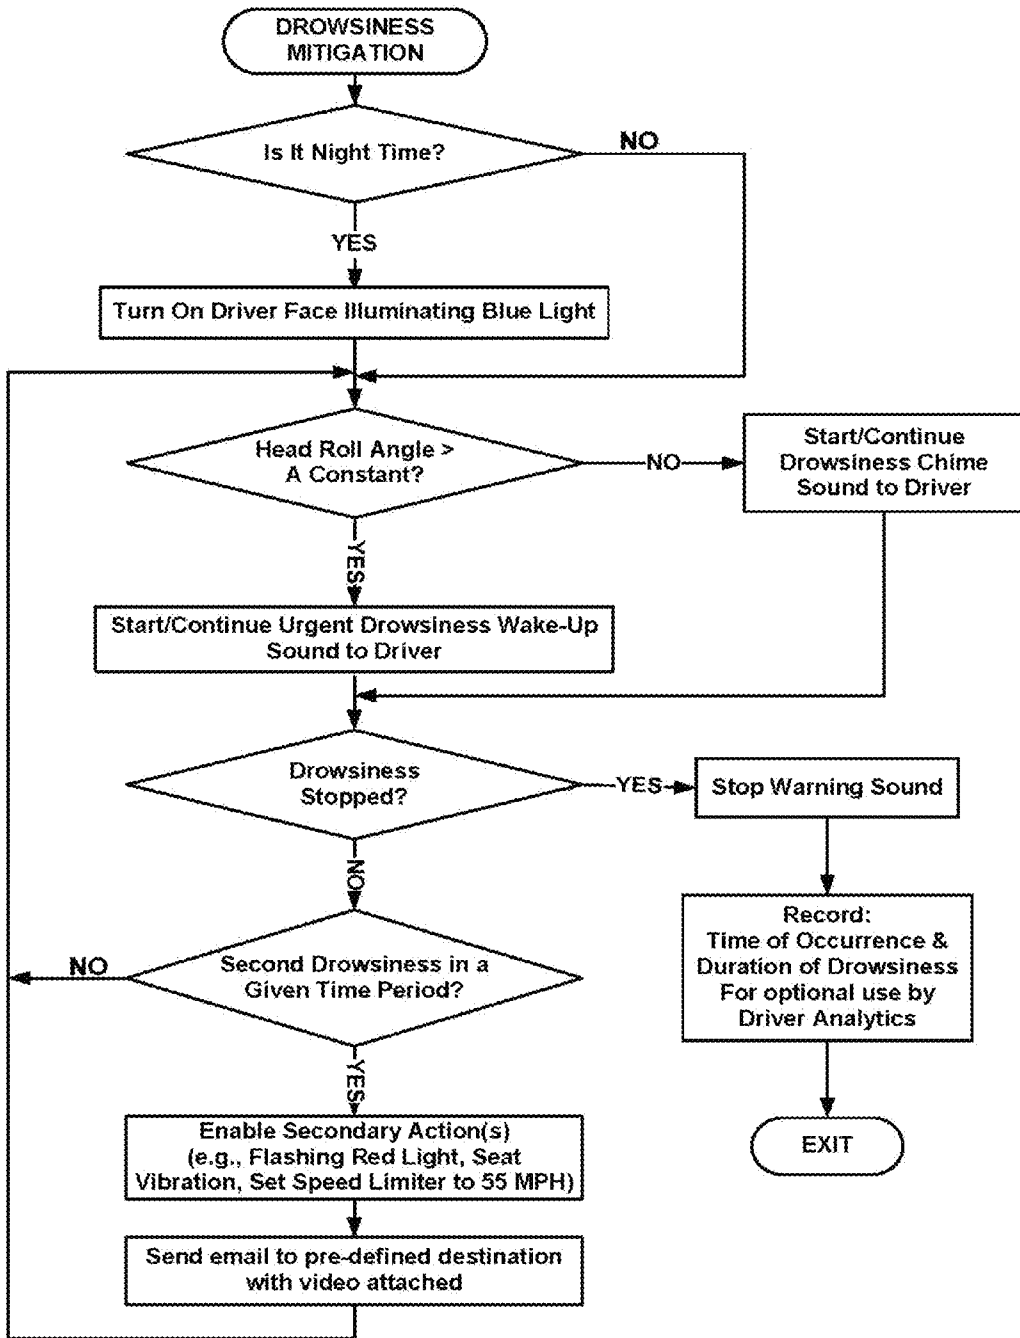 DROWSINESS
MITIGATION
Is It Night Time?
NO
YES
Turn On Driver Face Illuminating Blue Light
Head Roll Angle >
A Constant?
NO
Start/Continue
Drowsiness Chime
Sound to Driver
YES
Start/Continue Urgent Drowsiness Wake-Up
Sound to Driver
Drowsiness
Stopped?
YES
Stop Warning Sound
NO
Record:
Time of Occurrence &
Duration of Drowsiness
For optional use by
Driver Analytics
Second Drowsiness in a
Given Time Period?
NO
YES
EXIT
Enable Secondary Action(s)
(e.g., Flashing Red Light, Seat
Vibration, Set Speed Limiter to 55 MPH)
Send email to pre-defined destination
with video attached